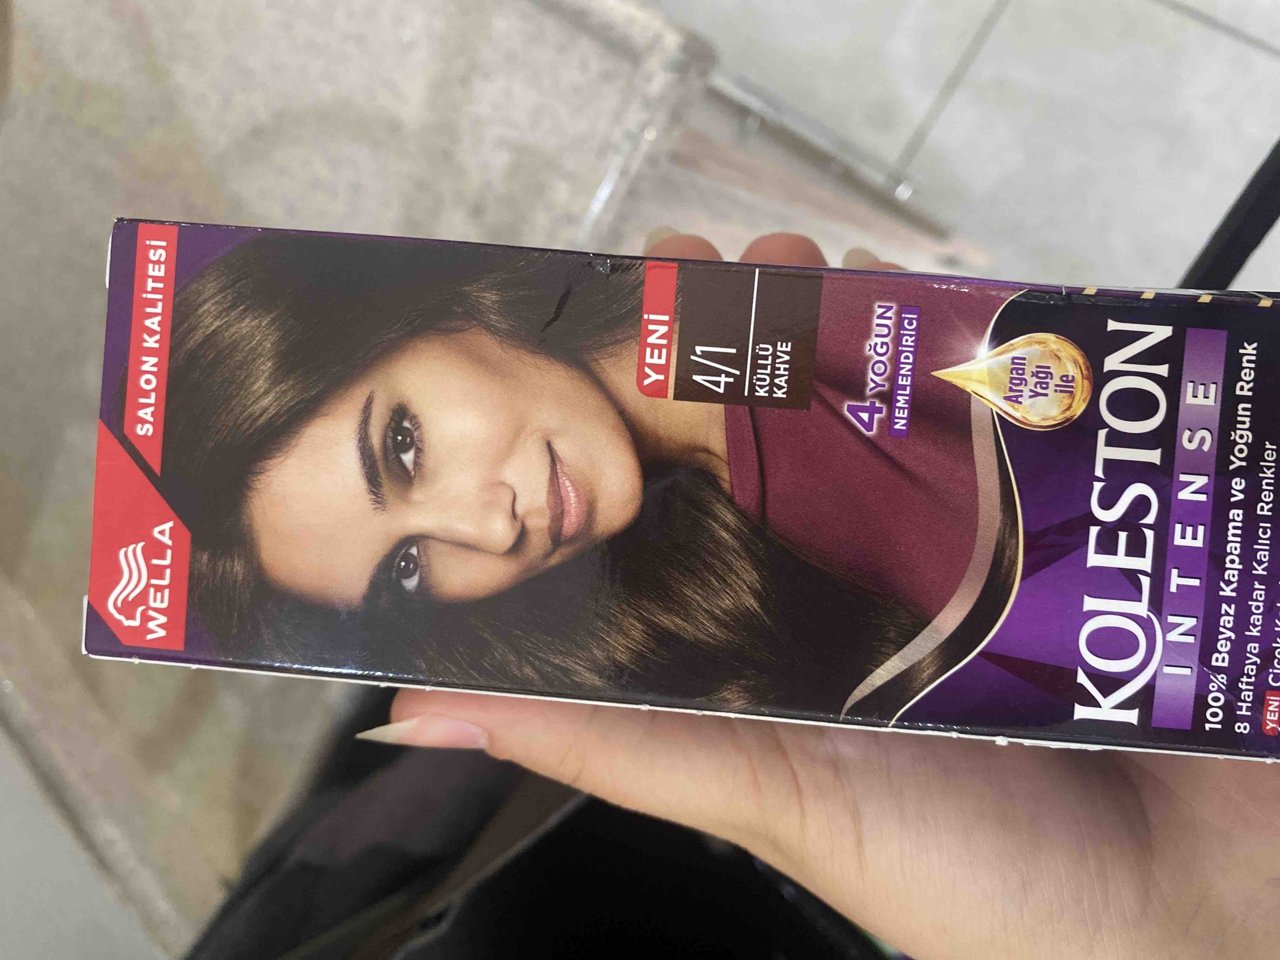 WELLA
SALON KALİTESİ
YENİ
4/1
KÜLLÜ
KAHVE
4 YOĞUN
NEMLENDİRİCİ
Argan
Yağı
ile
KOLESTON
INTENSE
100% Beyaz Kapama ve Yoğun Renk
8 Haftaya kadar Kalıcı Renkler
YENİ